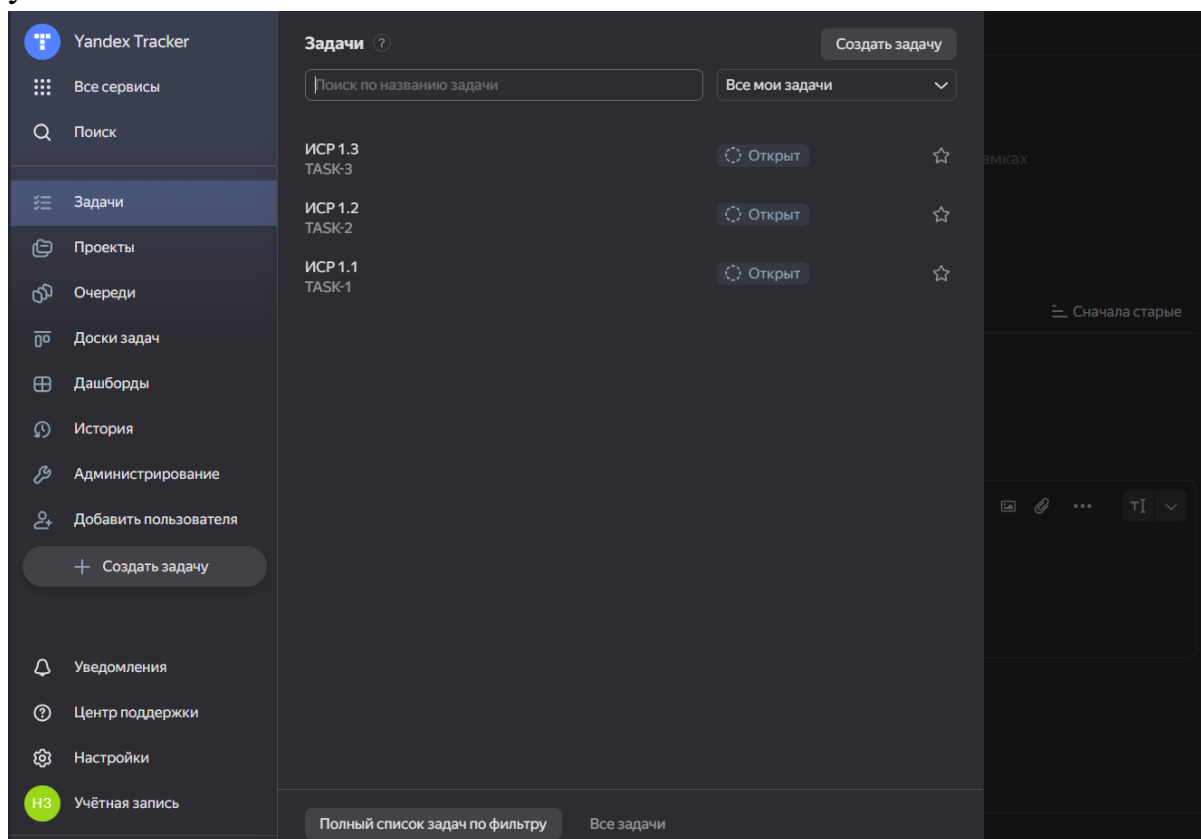 Yandex Tracker
Все сервисы
Поиск
Задачи
Проекты
Очереди
Доски задач
Дашборды
История
Администрирование
Добавить пользователя
Создать задачу
Уведомления
Центр поддержки
Настройки
НЗ Учётная запись
Задачи ? Создать задачу
Поиск по названию задачи Все мои задачи
ИСР 1.3 Открыт
TASK-3
ИСР 1.2 Открыт
TASK-2
ИСР 1.1 Открыт
TASK-1
Полный список задач по фильтру Все задачи
Сначала старые